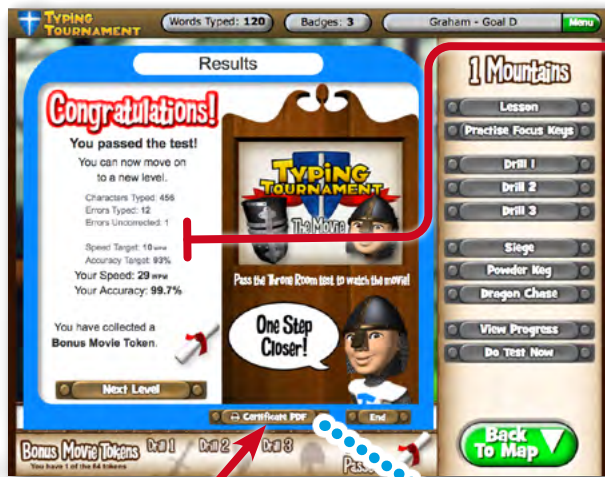 TYPING
TOURNAMENT
Words Typed: 120
Badges: 3
Graham - Goal D
Menu
Results
Congratulations!
You passed the test!
You can now move on
to a new level.
Characters Typed: 456
Errors Typed: 12
Errors Uncorrected: 1
Speed Target: 10 WPM
Accuracy Target: 93%
Your Speed: 29 WPM
Your Accuracy: 99.7%
You have collected a
Bonus Movie Token.
Next Level
TYPING
TOURNAMENT
The Movie
Pass the Throne Room test to watch the movie!
One Step
Closer!
Certificate PDF
End
1 Mountains
Lesson
Practise Focus Keys
Drill 1
Drill 2
Drill 3
Siege
Powder Keg
Dragon Chase
View Progress
Do Test Now
Back
To Map
Bonus Movie Tokens
You have 1 of the 64 tokens
Drill 1
Drill 2
Drill 3